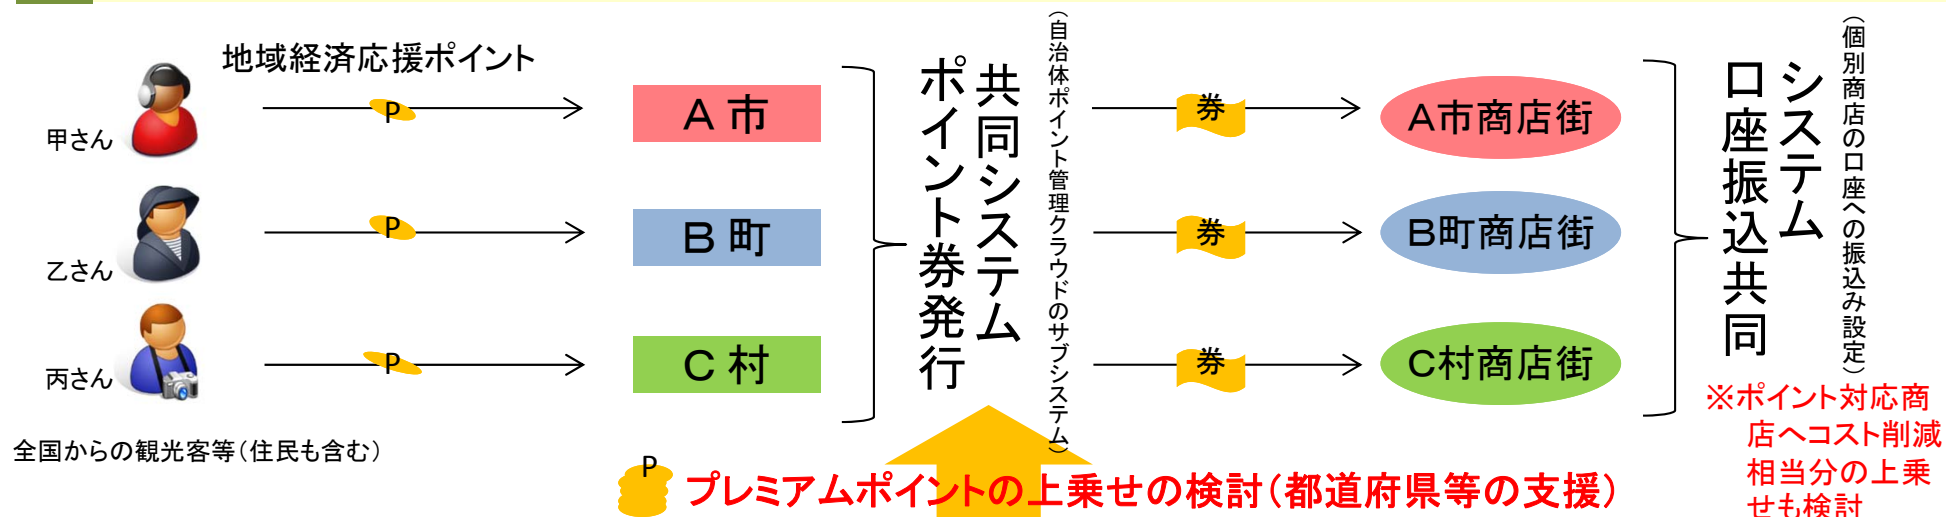 地域経済応援ポイント
甲さん
P
A市
乙さん
P
B町
丙さん
P
C村
全国からの観光客等(住民も含む)
ポイント券発行
共同システム
(自治体ポイント管理クラウドのサブシステム)
券
A市商店街
券
B町商店街
券
C村商店街
口座振込共同
システム
(個別商店の口座への振込み設定)
※ポイント対応商
店へコスト削減
相当分の上乗
せも検討
P
プレミアムポイントの上乗せの検討(都道府県等の支援)